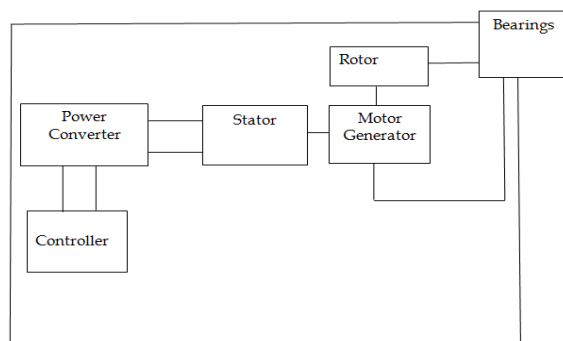 Bearings
Rotor
Power
Converter
Stator
Motor
Generator
Controller